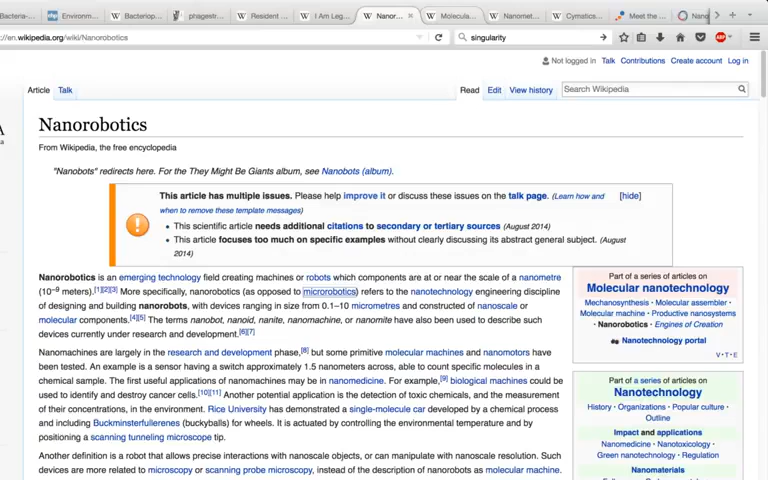 Bacteria-
Environm
Bacteriop
phagestr
Resident
I Am Leg
Nanor
Molecula
Nanomet
Cymatics
Meet the
Nano
//en.wikipedia.org/wiki/Nanorobotics
singularity
ABP
Not logged in Talk Contributions Create account Log in
Article Talk Read Edit View history Search Wikipedia
A
Nanorobotics
From Wikipedia, the free encyclopedia
"Nanobots" redirects here. For the They Might Be Giants album, see Nanobots (album).
This article has multiple issues. Please help improve it or discuss these issues on the talk page. (Learn how and [hide]
when to remove these template messages)
• This scientific article needs additional citations to secondary or tertiary sources (August 2014)
• This article focuses too much on specific examples without clearly discussing its abstract general subject. (August
2014)
Nanorobotics is an emerging technology field creating machines or robots which components are at or near the scale of a nanometre
(10−9 meters).[1][2][3] More specifically, nanorobotics (as opposed to microrobotics) refers to the nanotechnology engineering discipline
of designing and building nanorobots, with devices ranging in size from 0.1–10 micrometres and constructed of nanoscale or
molecular components.[4][5] The terms nanobot, nanoid, nanite, nanomachine, or nanomite have also been used to describe such
devices currently under research and development.[6][7]
Nanomachines are largely in the research and development phase,[8] but some primitive molecular machines and nanomotors have
been tested. An example is a sensor having a switch approximately 1.5 nanometers across, able to count specific molecules in a
chemical sample. The first useful applications of nanomachines may be in nanomedicine. For example,[9] biological machines could be
used to identify and destroy cancer cells.[10][11] Another potential application is the detection of toxic chemicals, and the measurement
of their concentrations, in the environment. Rice University has demonstrated a single-molecule car developed by a chemical process
and including Buckminsterfullerenes (buckyballs) for wheels. It is actuated by controlling the environmental temperature and by
positioning a scanning tunneling microscope tip.
Another definition is a robot that allows precise interactions with nanoscale objects, or can manipulate with nanoscale resolution. Such
devices are more related to microscopy or scanning probe microscopy, instead of the description of nanorobots as molecular machine.
Part of a series of articles on
Molecular nanotechnology
Mechanosynthesis · Molecular assembler ·
Molecular machine · Productive nanosystems
· Nanorobotics · Engines of Creation
Nanotechnology portal
V · T · E
Part of a series of articles on
Nanotechnology
History · Organizations · Popular culture ·
Outline
Impact and applications
Nanomedicine · Nanotoxicology ·
Green nanotechnology · Regulation
Nanomaterials